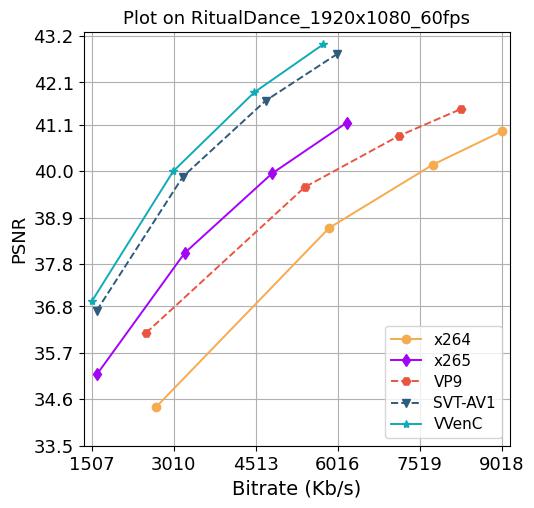 Plot on RitualDance_1920x1080_60fps
43.2
42.1
41.1
40.0
38.9
37.8
36.8
35.7
34.6
33.5
PSNR
x264
x265
VP9
SVT-AV1
VVenC
1507 3010 4513 6016 7519 9018
Bitrate (Kb/s)